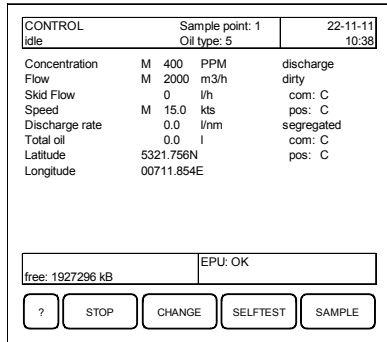 CONTROL Sample point: 1 22-11-11
idle Oil type: 5 10:38
Concentration M 400 PPM discharge
Flow M 2000 m3/h dirty
Skid Flow 0 l/h com: C
Speed M 15.0 kts pos: C
Discharge rate 0.0 l/nm segregated
Total oil 0.0 l com: C
Latitude 5321.756N pos: C
Longitude 00711.854E
EPU: OK
free: 1927296 kB
? STOP CHANGE SELFTEST SAMPLE